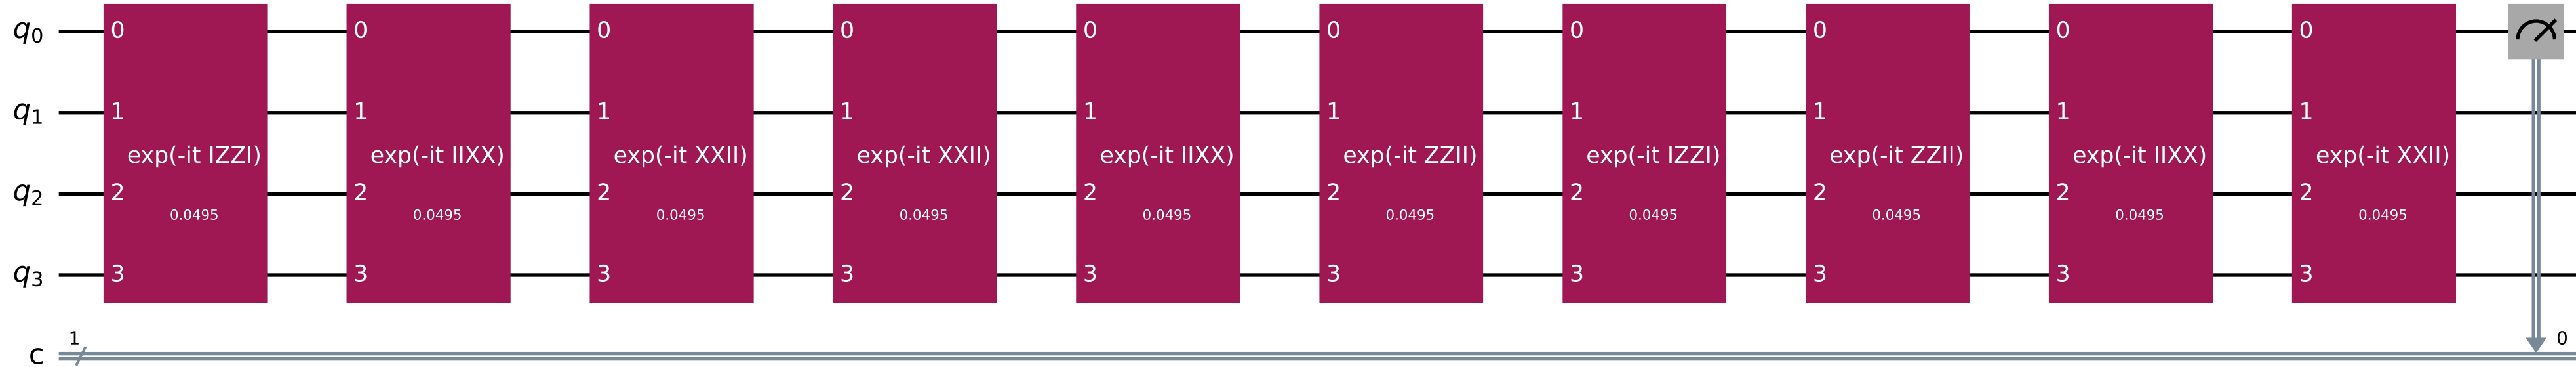 q0 0 0 0 0 0 0 0 0 0 0
q1 1 1 1 1 1 1 1 1 1 1
exp(-it IZZI) exp(-it IIXX) exp(-it XXII) exp(-it XXII) exp(-it IIXX) exp(-it ZZII) exp(-it IZZI) exp(-it ZZII) exp(-it IIXX) exp(-it XXII)
q2 2 2 2 2 2 2 2 2 2 2
0.0495 0.0495 0.0495 0.0495 0.0495 0.0495 0.0495 0.0495 0.0495 0.0495
q3 3 3 3 3 3 3 3 3 3 3
1 0
c